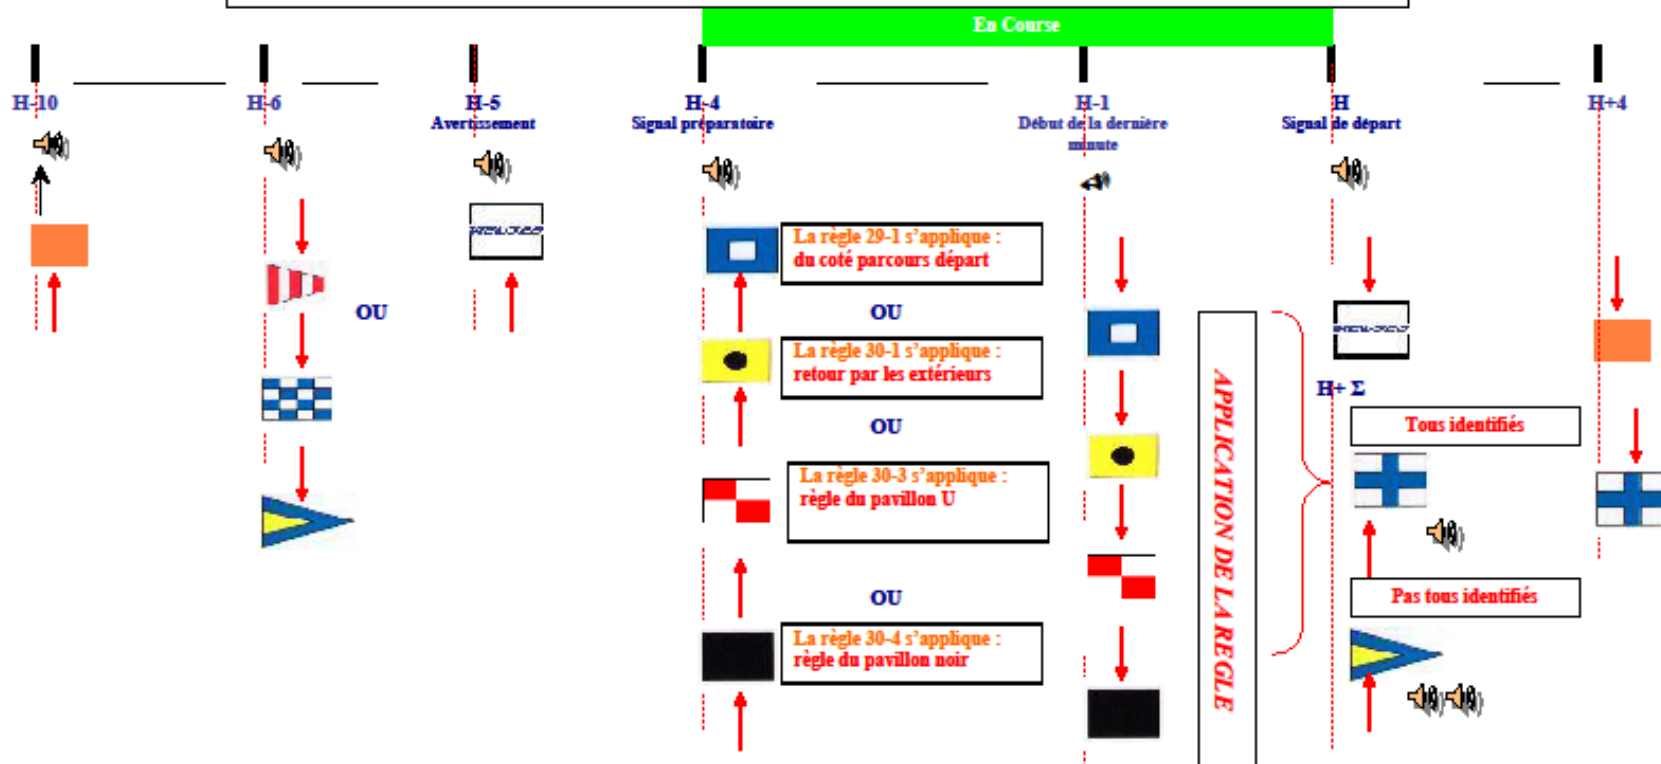 En Course
H-10
H-6
H-5
Avertissement
H-4
Signal préparatoire
H-1
Début de la dernière
minute
H
Signal de départ
H+4
OU
La règle 29-1 s’applique :
du coté parcours départ
OU
La règle 30-1 s’applique :
retour par les extérieurs
OU
La règle 30-3 s’applique :
règle du pavillon U
OU
La règle 30-4 s’applique :
règle du pavillon noir
APPLICATION DE LA REGLE
H+ Σ
Tous identifiés
Pas tous identifiés